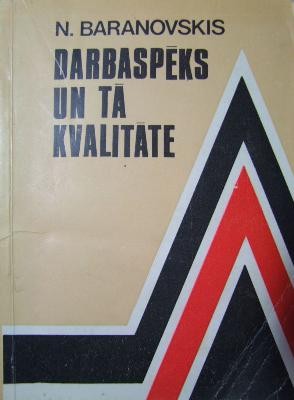 N. BARANOVSKIS
DARBASPĒKS
UN TĀ
KVALITĀTE